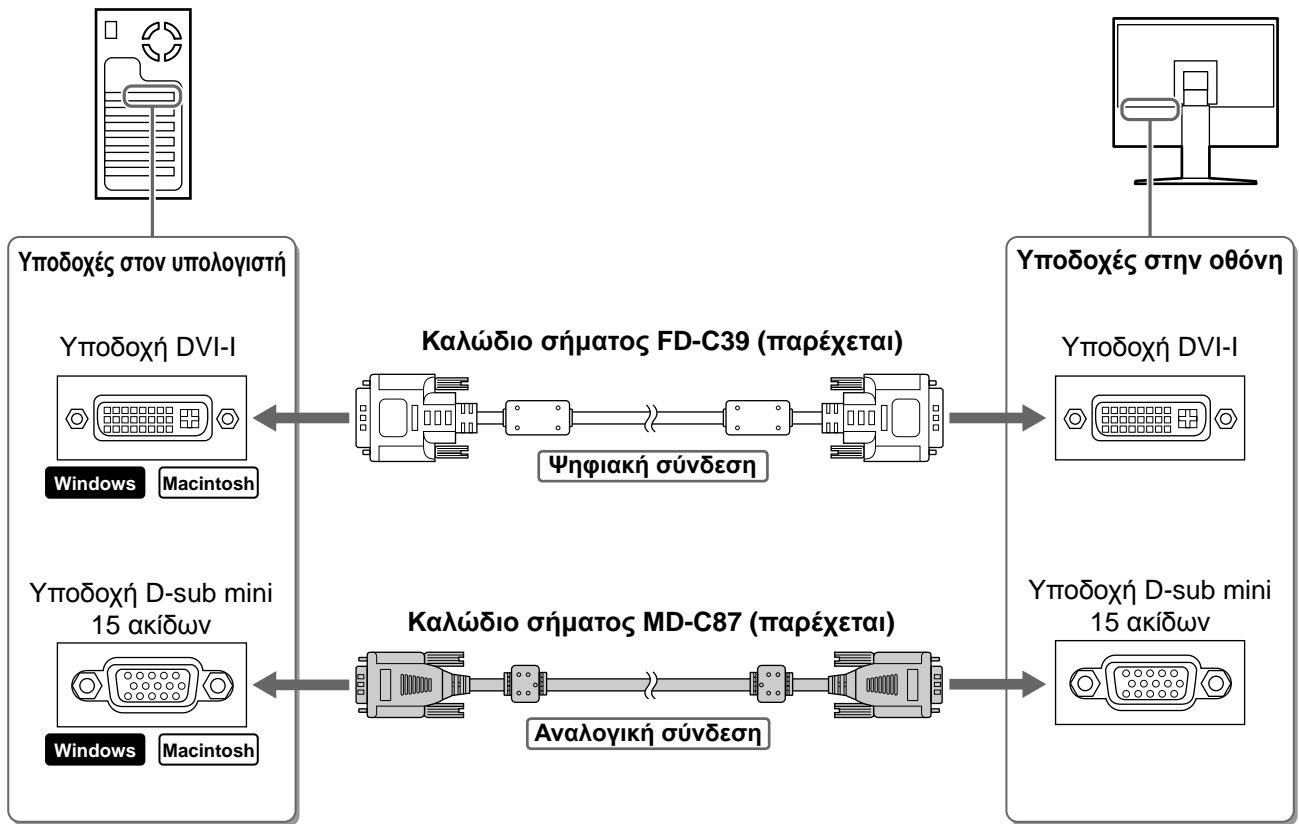 Υποδοχές στον υπολογιστή
Υποδοχές στην οθόνη
Υποδοχή DVI-I
Καλώδιο σήματος FD-C39 (παρέχεται)
Υποδοχή DVI-I
Ψηφιακή σύνδεση
Windows
Macintosh
Υποδοχή D-sub mini
15 ακίδων
Καλώδιο σήματος MD-C87 (παρέχεται)
Υποδοχή D-sub mini
15 ακίδων
Αναλογική σύνδεση
Windows
Macintosh